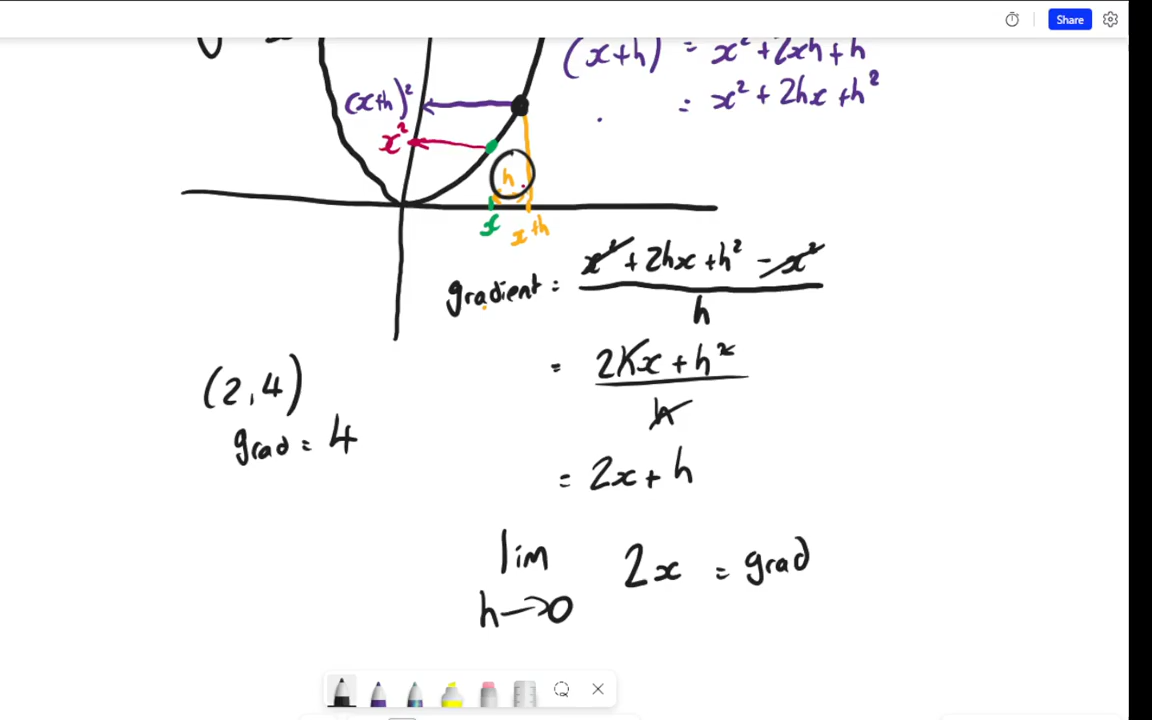 Share
(x+h) = x² + 2xh + h
= x² + 2hx + h²
(x+h)²
x²
h
x
x+h
gradient = x² + 2hx + h² - x²
h
= 2hx + h²
h
(2,4)
grad = 4
= 2x + h
lim 2x = grad
h→0